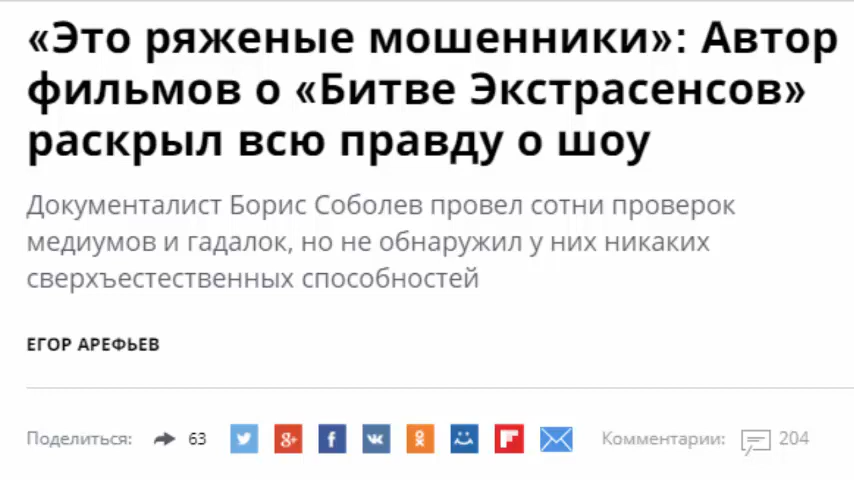 «Это ряженые мошенники»: Автор
фильмов о «Битве Экстрасенсов»
раскрыл всю правду о шоу
Документалист Борис Соболев провел сотни проверок
медиумов и гадалок, но не обнаружил у них никаких
сверхъестественных способностей
ЕГОР АРЕФЬЕВ
Поделиться: 63 Комментарии: 204